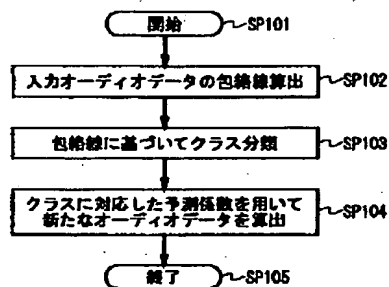 開始 SP101
入力オーディオデータの包絡線算出 SP102
包絡線に基づいてクラス分類 SP103
クラスに対応した予測係数を用いて
新たなオーディオデータを算出 SP104
終了 SP105